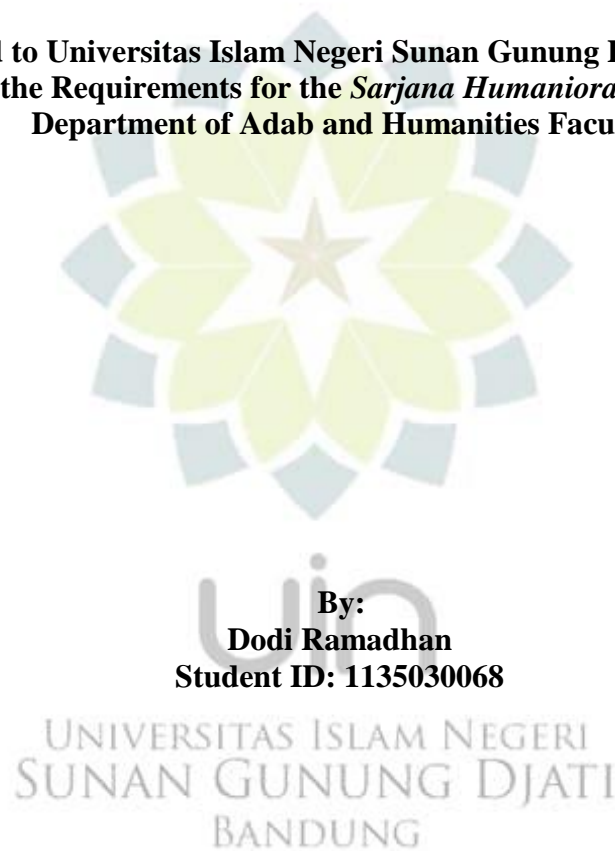 to Universitas Islam Negeri Sunan Gunung
the Requirements for the Sarjana Humaniora
Department of Adab and Humanities
uin
By:
Dodi Ramadhan
Student ID: 1135030068
UNIVERSITAS ISLAM NEGERI
SUNAN GUNUNG DJATI
BANDUNG